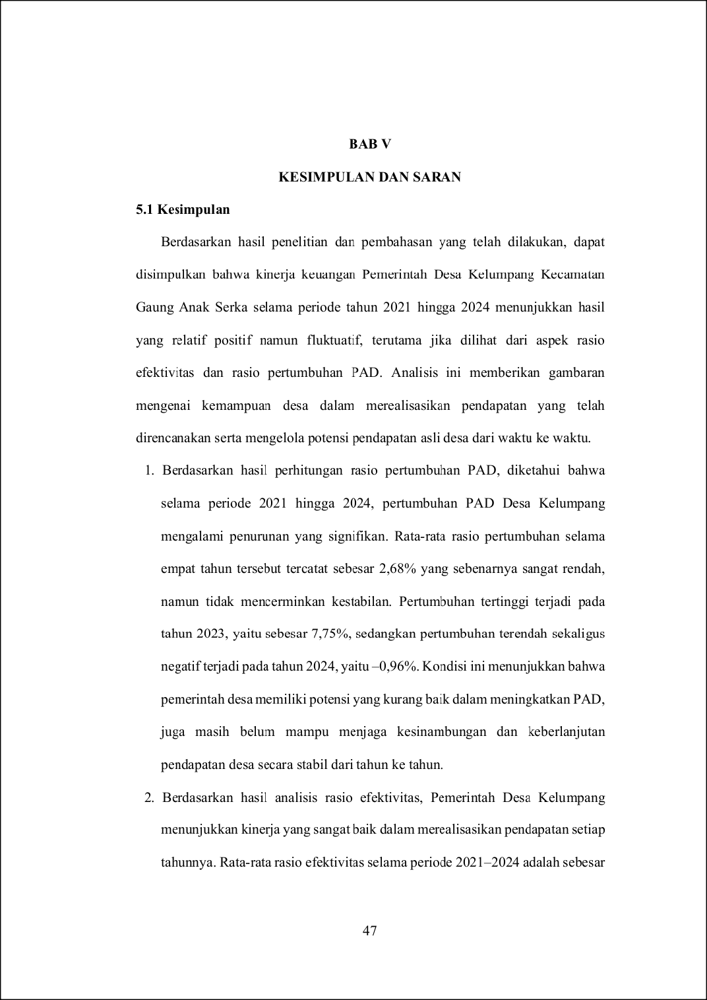 BAB V
KESIMPULAN DAN SARAN
5.1 Kesimpulan
Berdasarkan hasil penelitian dan pembahasan yang telah dilakukan, dapat
disimpulkan bahwa kinerja keuangan Pemerintah Desa Kelumpang Kecamatan
Gaung Anak Serka selama periode tahun 2021 hingga 2024 menunjukkan hasil
yang relatif positif namun fluktuatif, terutama jika dilihat dari aspek rasio
efektivitas dan rasio pertumbuhan PAD. Analisis ini memberikan gambaran
mengenai kemampuan desa dalam merealisasikan pendapatan yang telah
direncanakan serta mengelola potensi pendapatan asli desa dari waktu ke waktu.
1. Berdasarkan hasil perhitungan rasio pertumbuhan PAD, diketahui bahwa
selama periode 2021 hingga 2024, pertumbuhan PAD Desa Kelumpang
mengalami penurunan yang signifikan. Rata-rata rasio pertumbuhan selama
empat tahun tersebut tercatat sebesar 2,68% yang sebenarnya sangat rendah,
namun tidak mencerminkan kestabilan. Pertumbuhan tertinggi terjadi pada
tahun 2023, yaitu sebesar 7,75%, sedangkan pertumbuhan terendah sekaligus
negatif terjadi pada tahun 2024, yaitu –0,96%. Kondisi ini menunjukkan bahwa
pemerintah desa memiliki potensi yang kurang baik dalam meningkatkan PAD,
juga masih belum mampu menjaga kesinambungan dan keberlanjutan
pendapatan desa secara stabil dari tahun ke tahun.
2. Berdasarkan hasil analisis rasio efektivitas, Pemerintah Desa Kelumpang
menunjukkan kinerja yang sangat baik dalam merealisasikan pendapatan setiap
tahunnya. Rata-rata rasio efektivitas selama periode 2021–2024 adalah sebesar
47